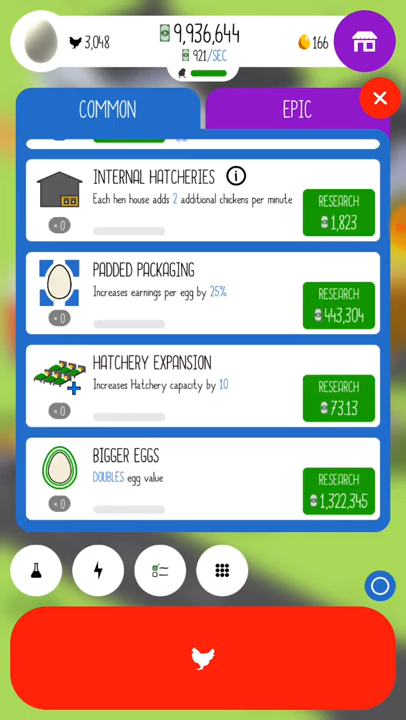 3,048
9,936,644
921/SEC
166
COMMON
EPIC
INTERNAL HATCHERIES
Each hen house adds 2 additional chickens per minute
RESEARCH
1,823
× 0
PADDED PACKAGING
Increases earnings per egg by 25%
RESEARCH
443,304
× 0
HATCHERY EXPANSION
Increases Hatchery capacity by 10
RESEARCH
73.13
× 0
BIGGER EGGS
DOUBLES egg value
RESEARCH
1,322,345
× 0